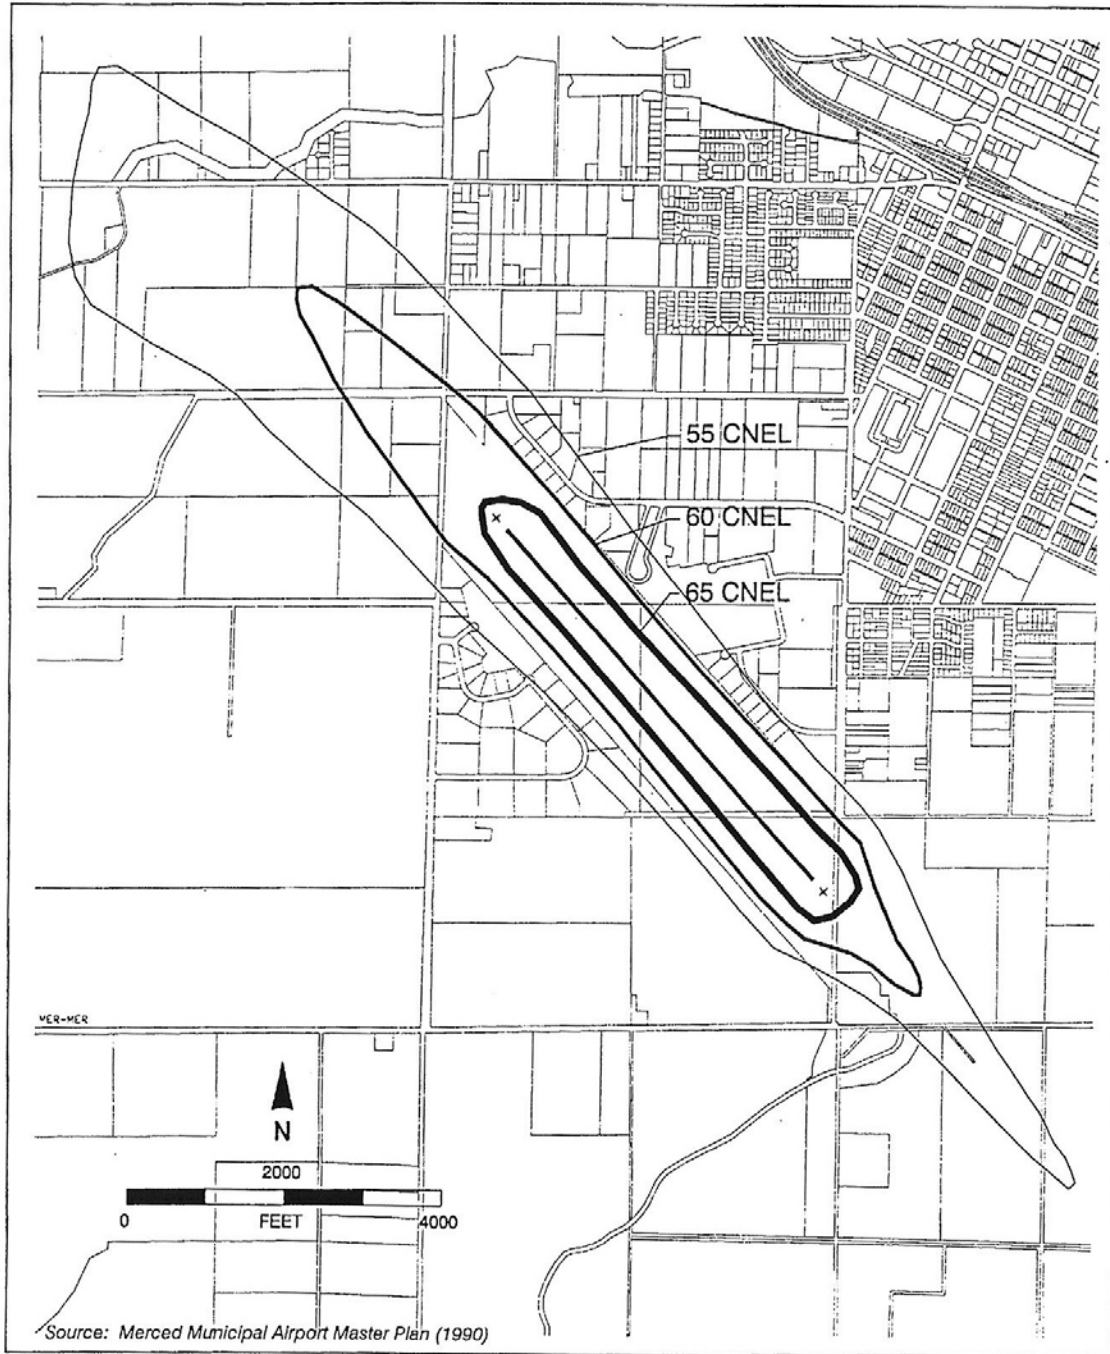 55 CNEL
60 CNEL
65 CNEL
MER-MER
N
2000
0 FEET 4000
Source: Merced Municipal Airport Master Plan (1990)